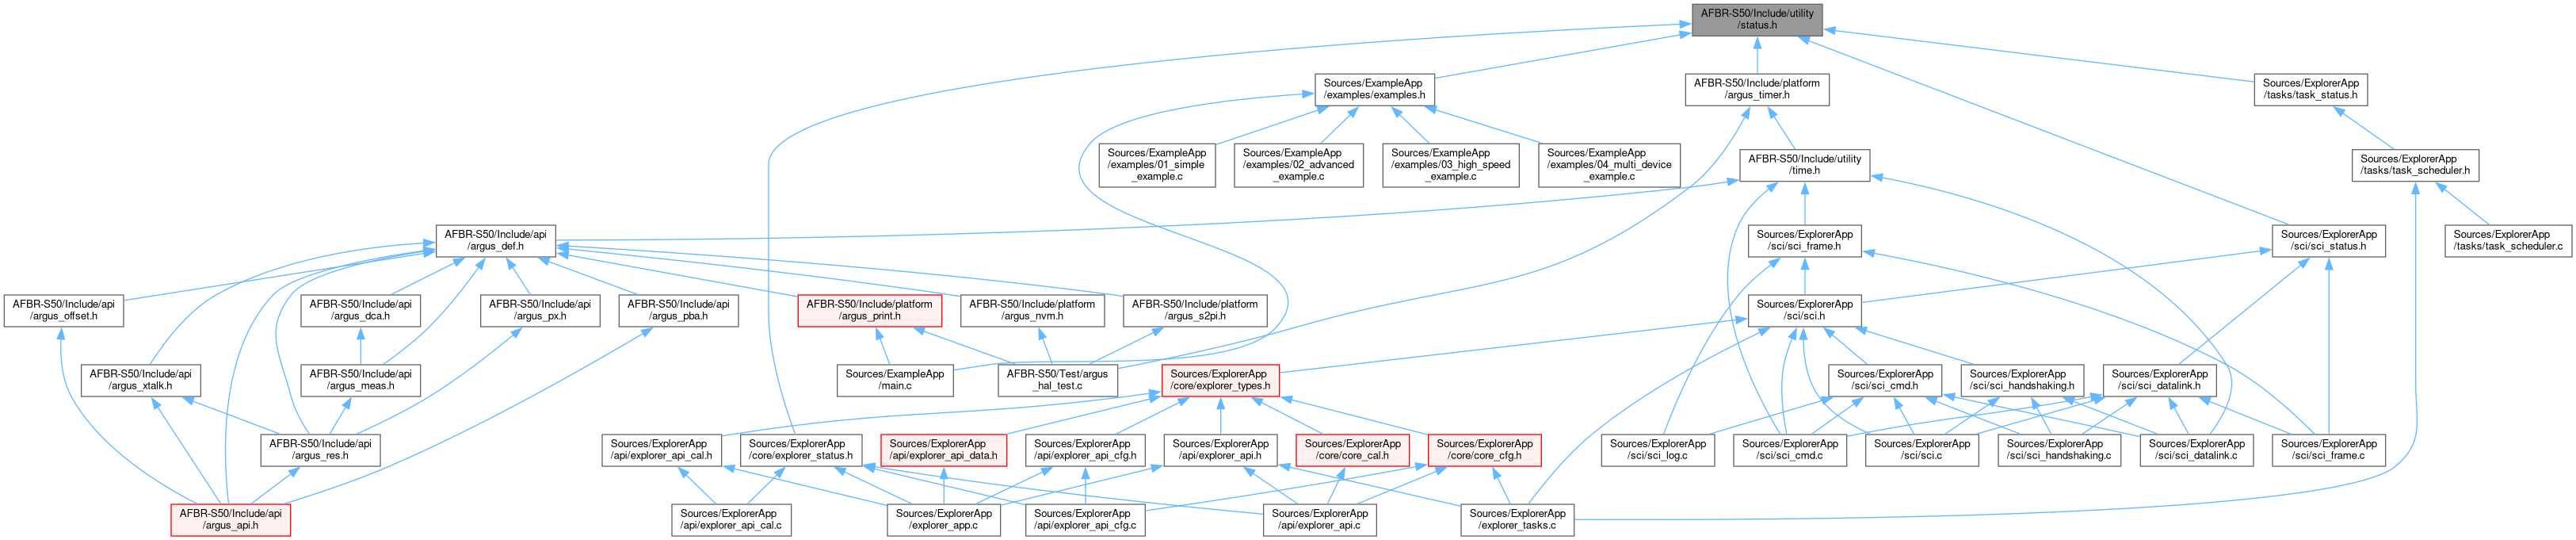 AFBR-S50/Include/utility
/status.h
Sources/ExampleApp
/examples/examples.h
AFBR-S50/Include/platform
/argus_timer.h
Sources/ExplorerApp
/tasks/task_status.h
Sources/ExampleApp
/examples/01_simple
_example.c
Sources/ExampleApp
/examples/02_advanced
_example.c
Sources/ExampleApp
/examples/03_high_speed
_example.c
Sources/ExampleApp
/examples/04_multi_device
_example.c
AFBR-S50/Include/utility
/time.h
Sources/ExplorerApp
/tasks/task_scheduler.h
AFBR-S50/Include/api
/argus_def.h
Sources/ExplorerApp
/sci/sci_frame.h
Sources/ExplorerApp
/sci/sci_status.h
Sources/ExplorerApp
/tasks/task_scheduler.c
AFBR-S50/Include/api
/argus_offset.h
AFBR-S50/Include/api
/argus_dca.h
AFBR-S50/Include/api
/argus_px.h
AFBR-S50/Include/api
/argus_pba.h
AFBR-S50/Include/platform
/argus_print.h
AFBR-S50/Include/platform
/argus_nvm.h
AFBR-S50/Include/platform
/argus_s2pi.h
Sources/ExplorerApp
/sci/sci.h
AFBR-S50/Include/api
/argus_xtalk.h
AFBR-S50/Include/api
/argus_meas.h
Sources/ExampleApp
/main.c
AFBR-S50/Test/argus
_hal_test.c
Sources/ExplorerApp
/core/explorer_types.h
Sources/ExplorerApp
/sci/sci_cmd.h
Sources/ExplorerApp
/sci/sci_handshaking.h
Sources/ExplorerApp
/sci/sci_datalink.h
AFBR-S50/Include/api
/argus_res.h
Sources/ExplorerApp
/api/explorer_api_cal.h
Sources/ExplorerApp
/core/explorer_status.h
Sources/ExplorerApp
/api/explorer_api_data.h
Sources/ExplorerApp
/api/explorer_api_cfg.h
Sources/ExplorerApp
/api/explorer_api.h
Sources/ExplorerApp
/core/core_cal.h
Sources/ExplorerApp
/core/core_cfg.h
Sources/ExplorerApp
/sci/sci_log.c
Sources/ExplorerApp
/sci/sci_cmd.c
Sources/ExplorerApp
/sci/sci.c
Sources/ExplorerApp
/sci/sci_handshaking.c
Sources/ExplorerApp
/sci/sci_datalink.c
Sources/ExplorerApp
/sci/sci_frame.c
AFBR-S50/Include/api
/argus_api.h
Sources/ExplorerApp
/api/explorer_api_cal.c
Sources/ExplorerApp
/explorer_app.c
Sources/ExplorerApp
/api/explorer_api_cfg.c
Sources/ExplorerApp
/api/explorer_api.c
Sources/ExplorerApp
/explorer_tasks.c